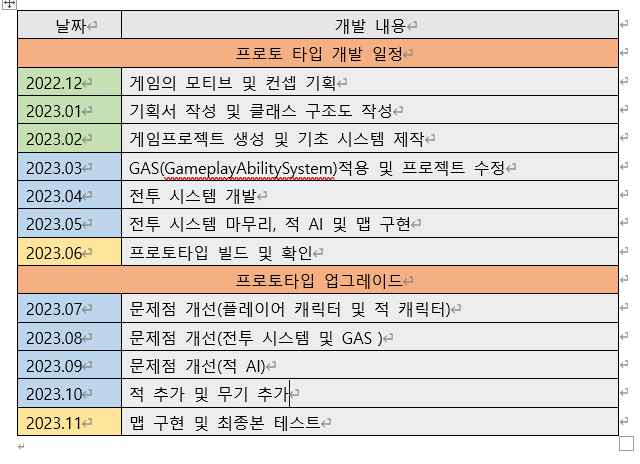 날짜 개발 내용
프로토 타입 개발 일정
2022.12 게임의 모티브 및 컨셉 기획
2023.01 기획서 작성 및 클래스 구조도 작성
2023.02 게임프로젝트 생성 및 기초 시스템 제작
2023.03 GAS(GameplayAbilitySystem)적용 및 프로젝트 수정
2023.04 전투 시스템 개발
2023.05 전투 시스템 마무리, 적 AI 및 맵 구현
2023.06 프로토타입 빌드 및 확인
프로토타입 업그레이드
2023.07 문제점 개선(플레이어 캐릭터 및 적 캐릭터)
2023.08 문제점 개선(전투 시스템 및 GAS )
2023.09 문제점 개선(적 AI)
2023.10 적 추가 및 무기 추가
2023.11 맵 구현 및 최종본 테스트